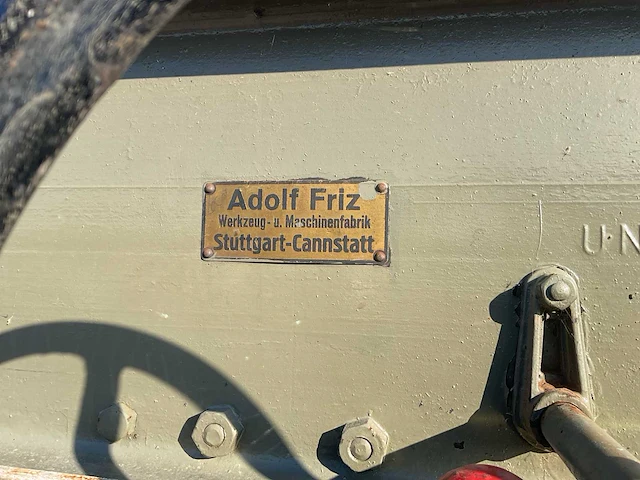 Adolf Friz
Werkzeug- u. Maschinenfabrik
Stuttgart-Cannstatt
U·N